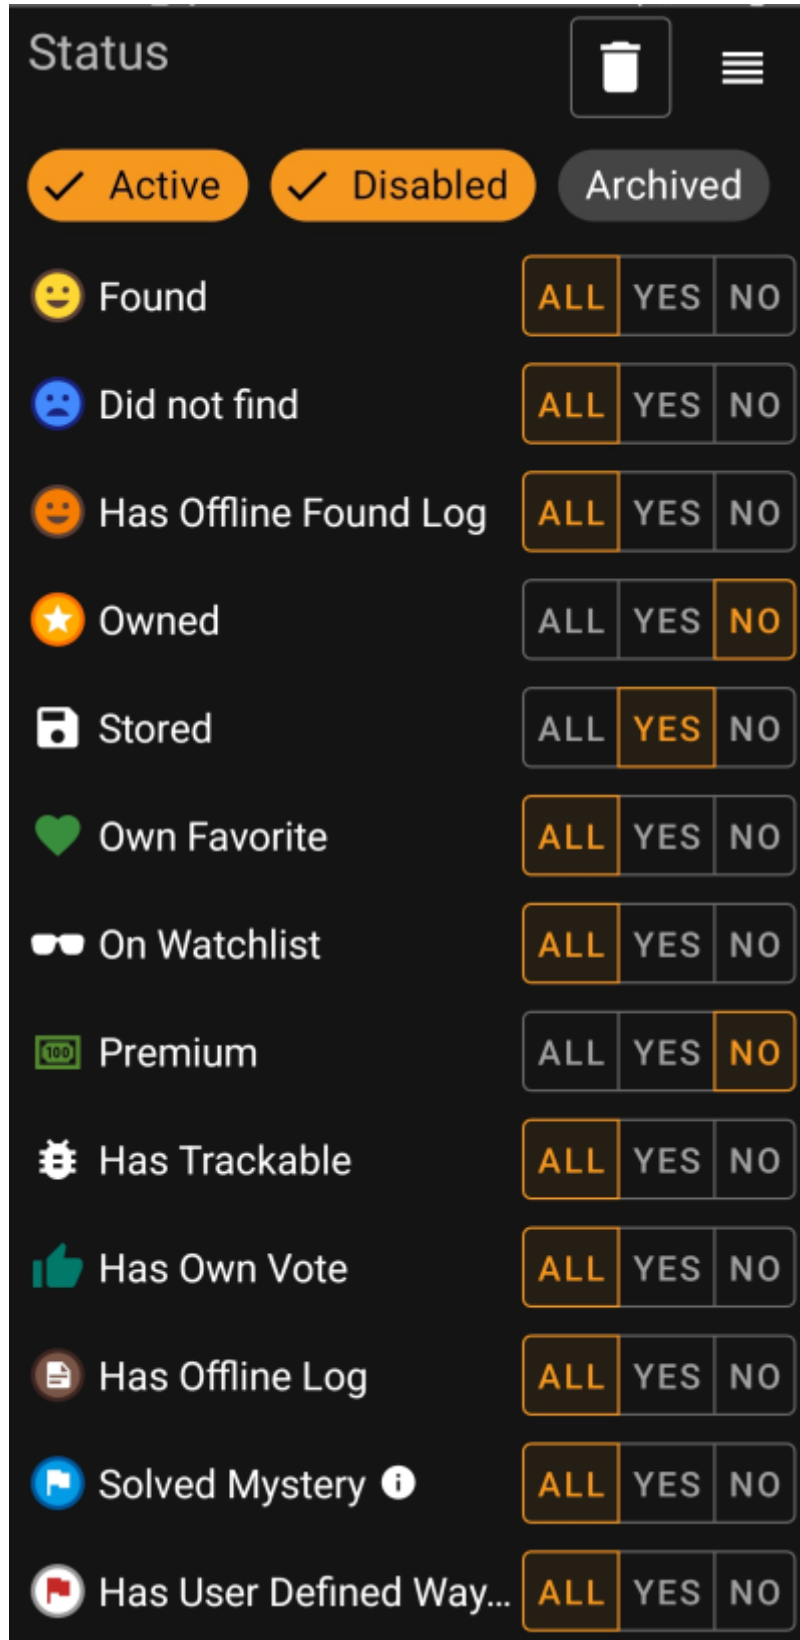 Status
Active Disabled Archived
Found ALL YES NO
Did not find ALL YES NO
Has Offline Found Log ALL YES NO
Owned ALL YES NO
Stored ALL YES NO
Own Favorite ALL YES NO
On Watchlist ALL YES NO
100 Premium ALL YES NO
Has Trackable ALL YES NO
Has Own Vote ALL YES NO
Has Offline Log ALL YES NO
Solved Mystery i ALL YES NO
Has User Defined Way... ALL YES NO